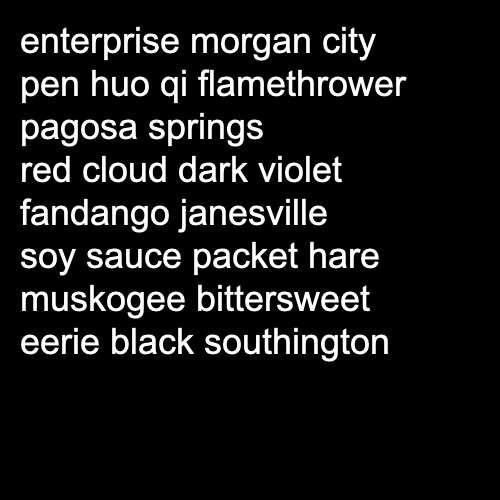 enterprise morgan city
pen huo qi flamethrower
pagosa springs
red cloud dark violet
fandango janesville
soy sauce packet hare
muskogee bittersweet
eerie black southington